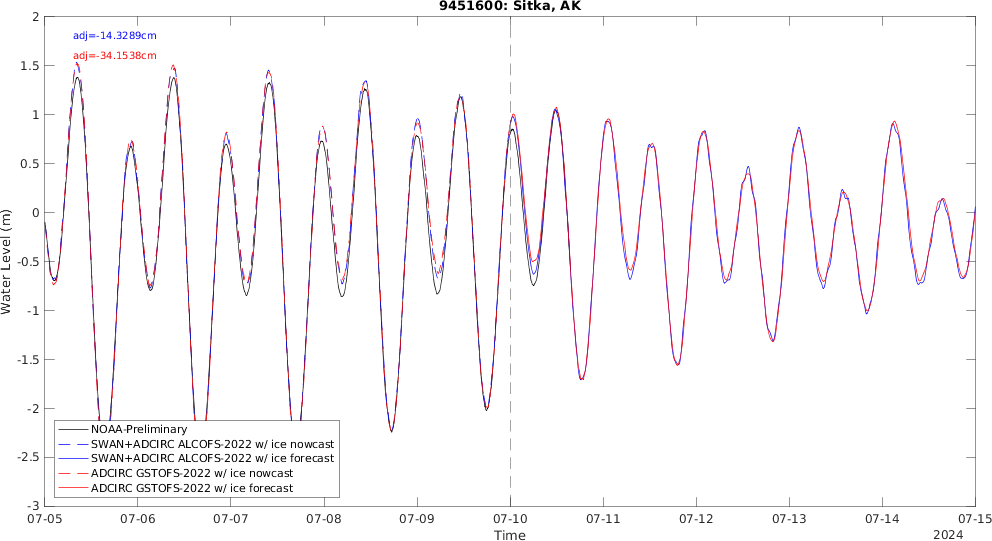 9451600: Sitka, AK
adj=-14.3289cm
adj=-34.1538cm
Water Level (m)
2
1.5
1
0.5
0
-0.5
-1
-1.5
-2
-2.5
-3
NOAA-Preliminary
SWAN+ADCIRC ALCOFS-2022 w/ ice nowcast
SWAN+ADCIRC ALCOFS-2022 w/ ice forecast
ADCIRC GSTOFS-2022 w/ ice nowcast
ADCIRC GSTOFS-2022 w/ ice forecast
07-05 07-06 07-07 07-08 07-09 07-10 07-11 07-12 07-13 07-14 07-15
Time
2024